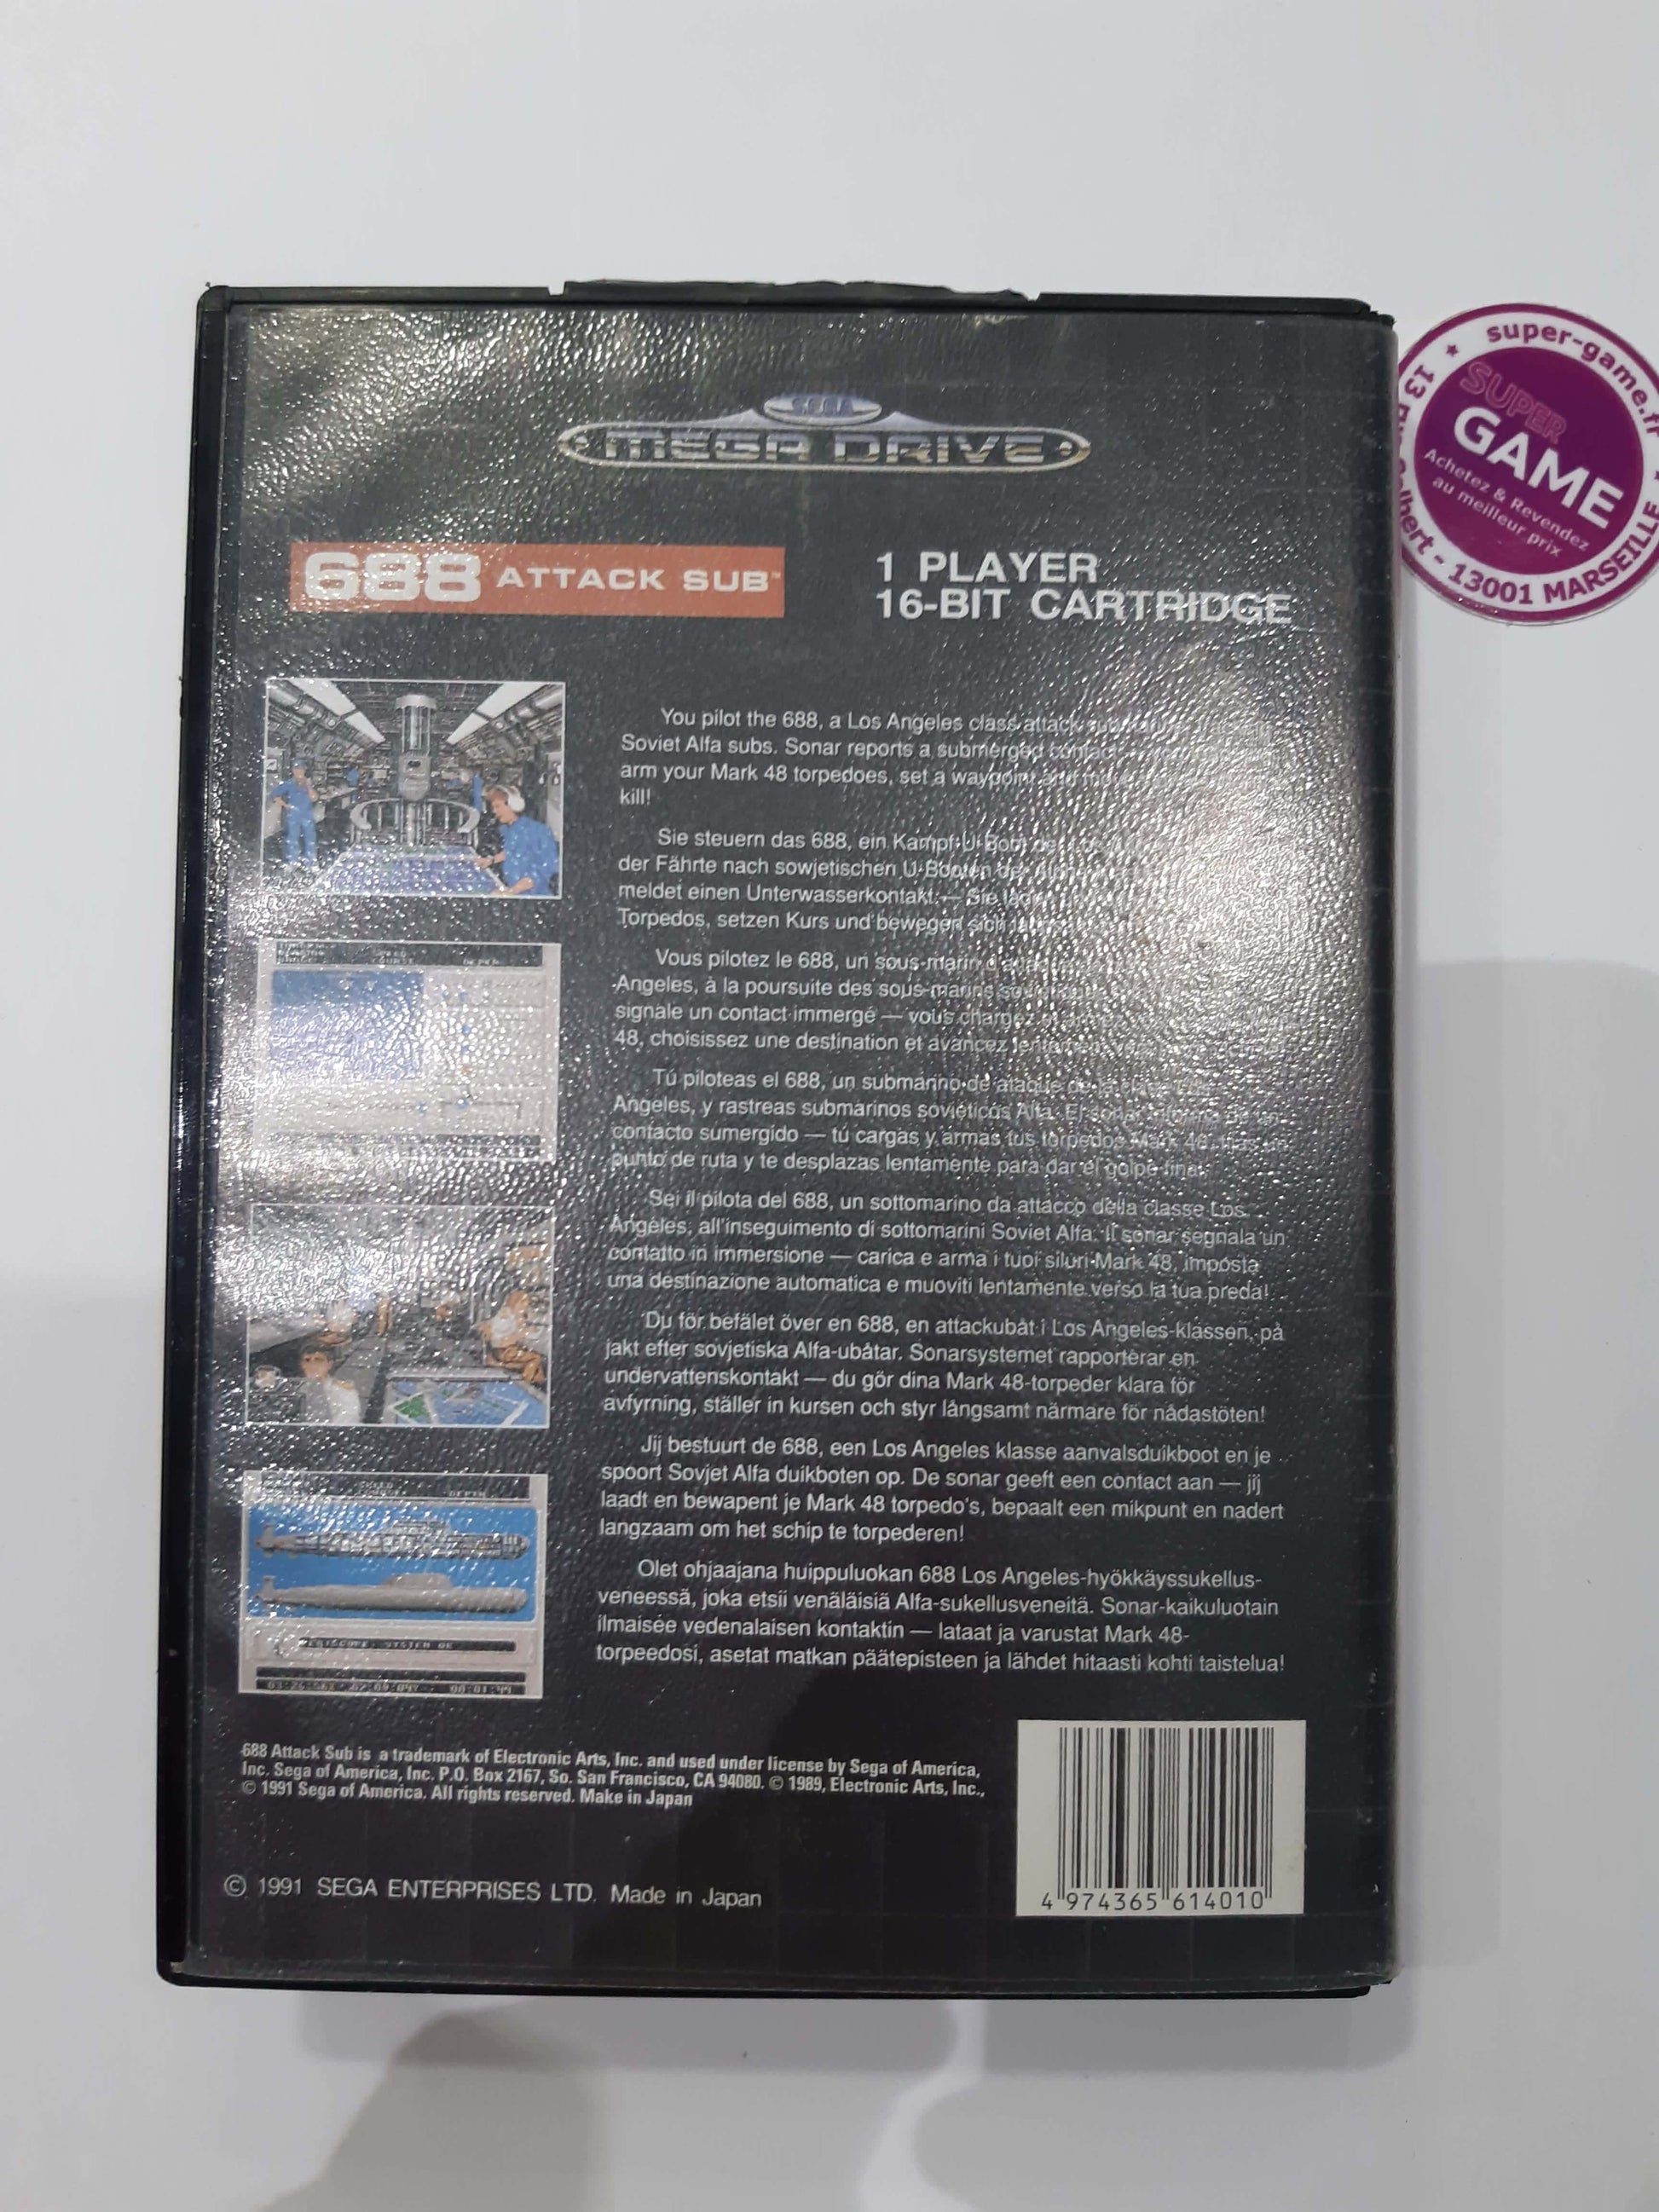 SEGA
MEGA DRIVE
688 ATTACK SUB™
1 PLAYER
16-BIT CARTRIDGE
You pilot the 688, a Los Angeles class attack
Soviet Alfa subs. Sonar reports a submerged contact
arm your Mark 48 torpedoes, set a waypoint and
kill!
Sie steuern das 688, ein Kampf-U-Boot
der Fährte nach sowjetischen U-Booten der
meldet einen Unterwasserkontakt — Sie
Torpedos, setzen Kurs und bewegen sich
Vous pilotez le 688, un sous-marin
Angeles, à la poursuite des sous-marins
signale un contact immergé — vous chargez
48, choisissez une destination et avancez
Tú piloteas el 688, un submarino de ataque de la
Angeles, y rastreas submarinos soviéticos Alfa. El sonar
contacto sumergido — tú cargas y armas tus torpedos Mark 48,
punto de ruta y te desplazas lentamente para dar el golpe final
Sei il pilota del 688, un sottomarino da attacco della classe Los
Angeles, all'inseguimento di sottomarini Soviet Alfa. Il sonar segnala un
contatto in immersione — carica e arma i tuoi siluri Mark 48, imposta
una destinazione automatica e muoviti lentamente verso la tua preda!
Du för befälet över en 688, en attackubåt i Los Angeles-klassen, på
jakt efter sovjetiska Alfa-ubåtar. Sonarsystemet rapporterar en
undervattenskontakt — du gör dina Mark 48-torpeder klara för
avfyrning, ställer in kursen och styr långsamt närmare för nådastöten!
Jij bestuurt de 688, een Los Angeles klasse aanvalsduikboot en je
spoort Sovjet Alfa duikboten op. De sonar geeft een contact aan — jij
laadt en bewapent je Mark 48 torpedo's, bepaalt een mikpunt en nadert
langzaam om het schip te torpederen!
Olet ohjaajana huippuluokan 688 Los Angeles-hyökkäyssukellus-
veneessä, joka etsii venäläisiä Alfa-sukellusveneitä. Sonar-kaikuluotain
ilmaisee vedenalaisen kontaktin — lataat ja varustat Mark 48-
torpeedosi, asetat matkan päätepisteen ja lähdet hitaasti kohti taistelua!
DEPTH
PERISCOPE: SYSTEM OK
688 Attack Sub is a trademark of Electronic Arts, Inc. and used under license by Sega of America,
Inc. Sega of America, Inc. P.O. Box 2167, So. San Francisco, CA 94080. © 1989, Electronic Arts, Inc.,
© 1991 Sega of America. All rights reserved. Make in Japan
© 1991 SEGA ENTERPRISES LTD. Made in Japan
4 974365 614010
super-game.fr
SUPER
GAME
Achetez & Revendez
au meilleur prix
13
- 13001 MARSEILLE